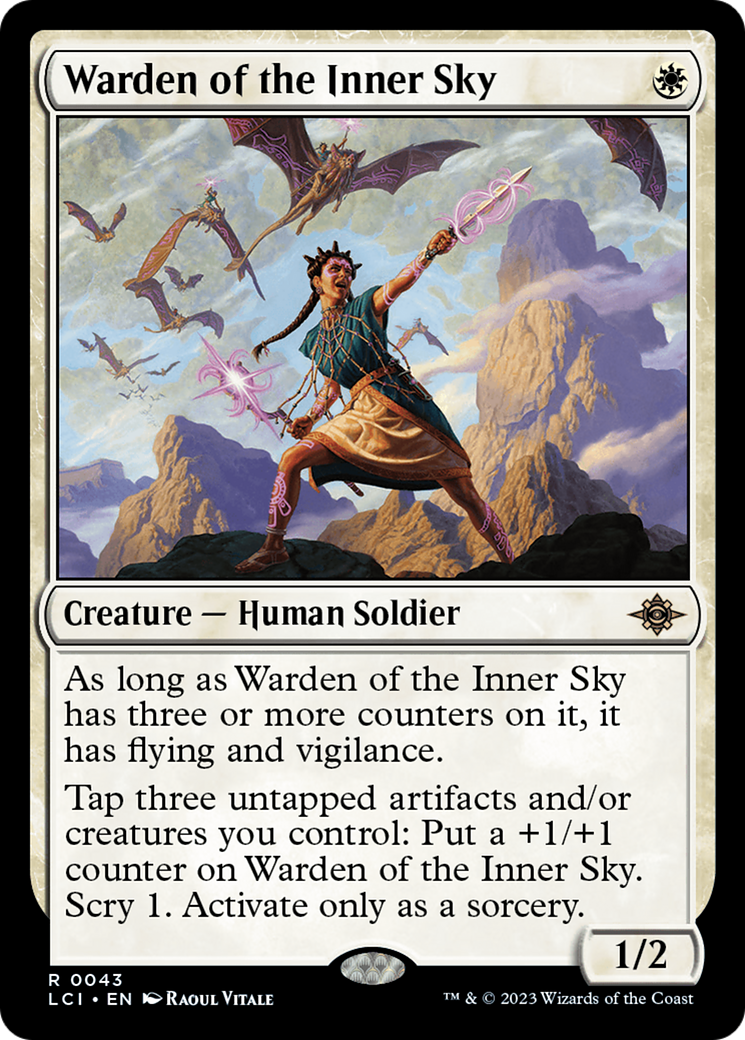 Warden of the Inner Sky
Creature — Human Soldier
As long as Warden of the Inner Sky
has three or more counters on it, it
has flying and vigilance.
Tap three untapped artifacts and/or
creatures you control: Put a +1/+1
counter on Warden of the Inner Sky.
Scry 1. Activate only as a sorcery.
1/2
R 0043
LCI • EN Raoul Vitale
™ & © 2023 Wizards of the Coast